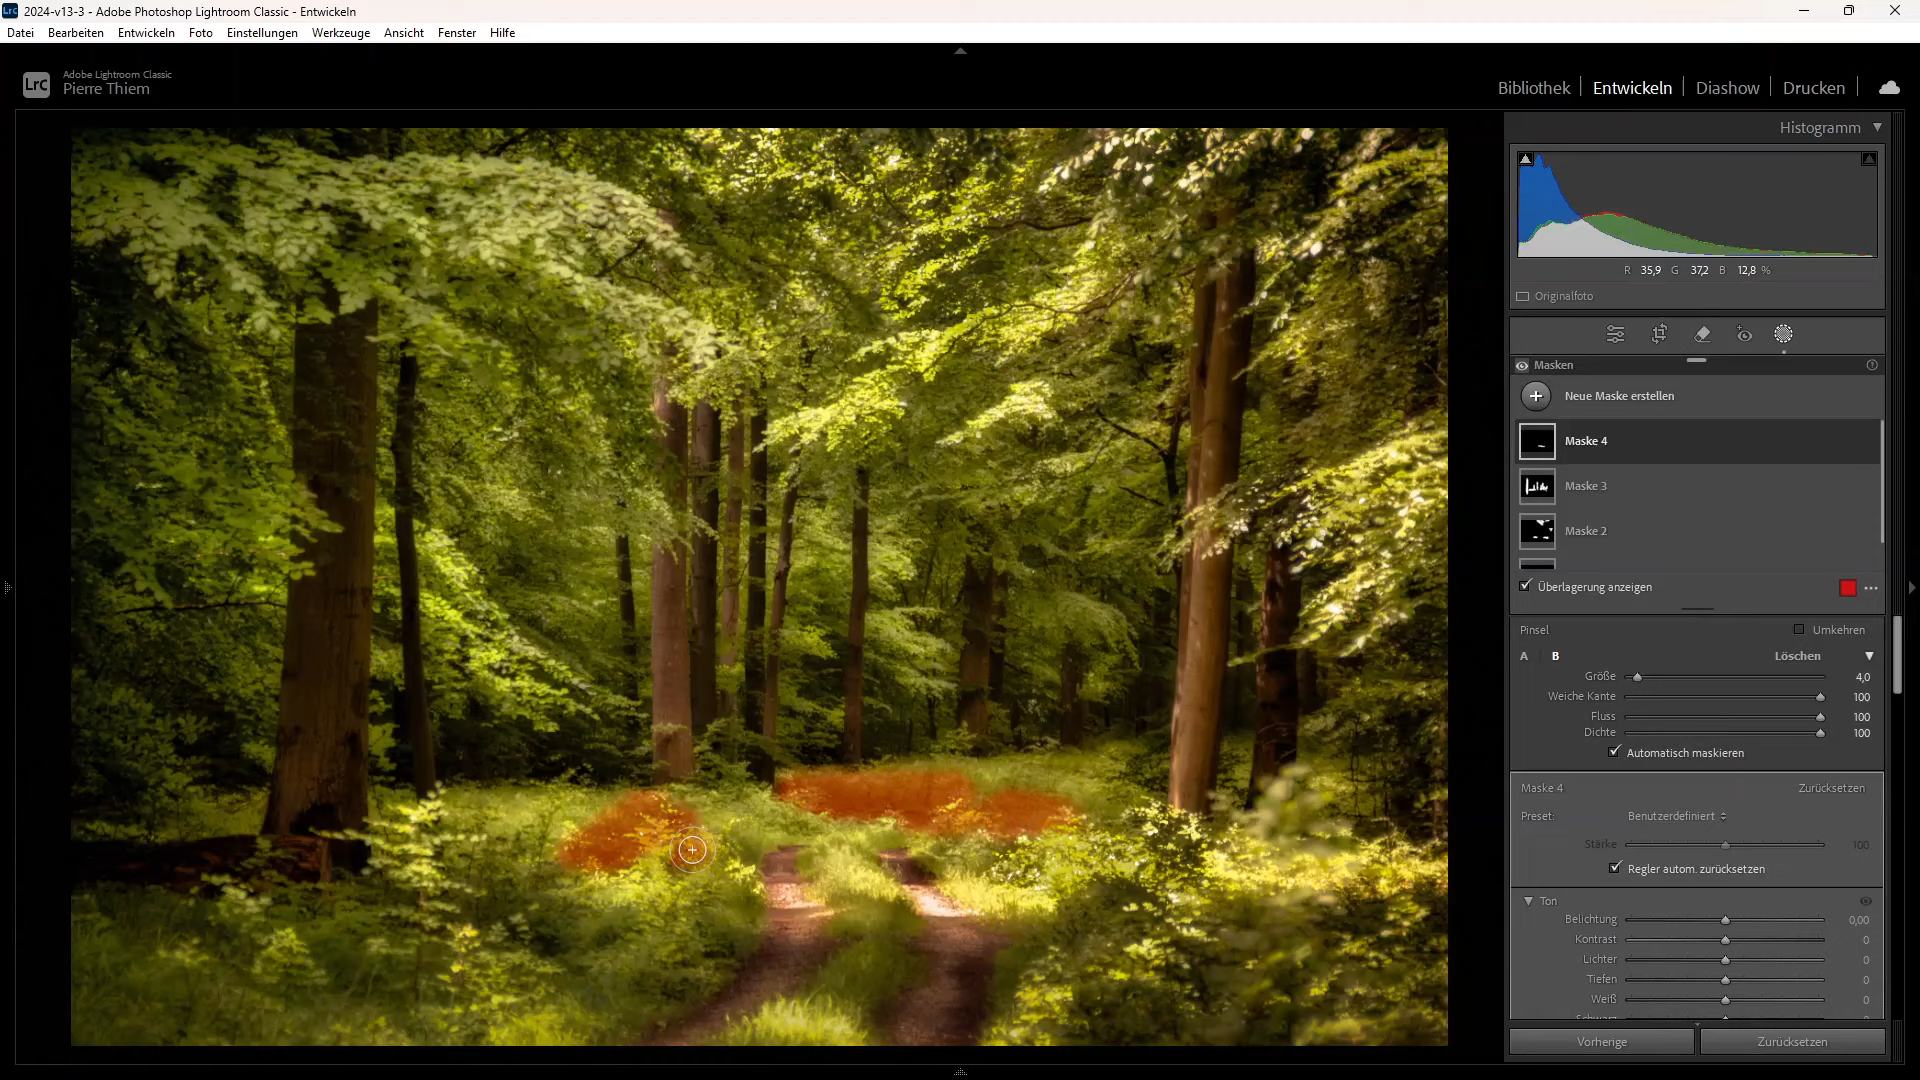 2024-v13-3 - Adobe Photoshop Lightroom Classic - Entwickeln
Datei Bearbeiten Entwickeln Foto Einstellungen Werkzeuge Ansicht Fenster Hilfe
LrC
Adobe Lightroom Classic
Pierre Thiem
Bibliothek Entwickeln Diashow Drucken
Histogramm
R 35,9 G 37,2 B 12,8 %
Originalfoto
Masken
Neue Maske erstellen
Maske 4
Maske 3
Maske 2
Überlagerung anzeigen
Pinsel Umkehren
A B Löschen
Größe 4,0
Weiche Kante 100
Fluss 100
Dichte 100
Automatisch maskieren
Maske 4 Zurücksetzen
Preset: Benutzerdefiniert
Stärke 100
Regler autom. zurücksetzen
Ton
Belichtung 0,00
Kontrast 0
Lichter 0
Tiefen 0
Weiß 0
Schwarz
Vorherige Zurücksetzen